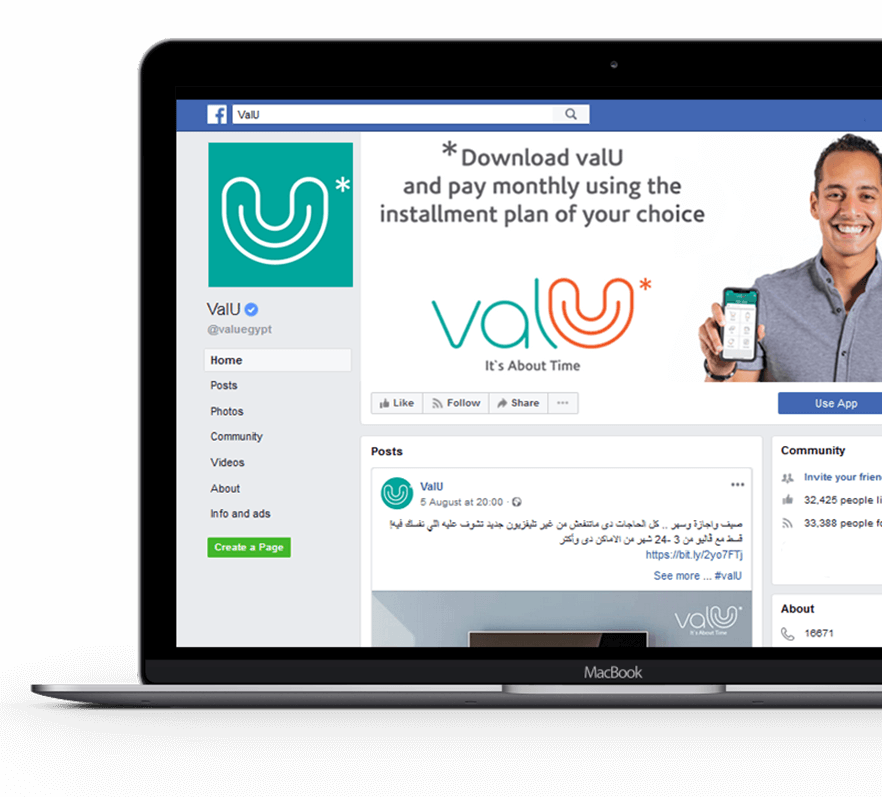 ValU
*Download valU
and pay monthly using the
installment plan of your choice
valU*
It`s About Time
ValU
@valuegypt
Home
Posts
Photos
Community
Videos
About
Info and ads
Create a Page
Like Follow Share
Use App
Posts
ValU
5 August at 20:00
صيف واجازة وسهر .. كل الحاجات دى ماتنفعش من غير تليفزيون جديد تشوف عليه اللي نفسك فيه!
قسط مع ڤاليو من 3 -24 شهر من الاماكن دى وأكتر
https://bit.ly/2yo7FTj
See more ... #valU
valU*
It`s About Time
Community
Invite your frien
32,425 people li
33,388 people fo
About
16671
MacBook